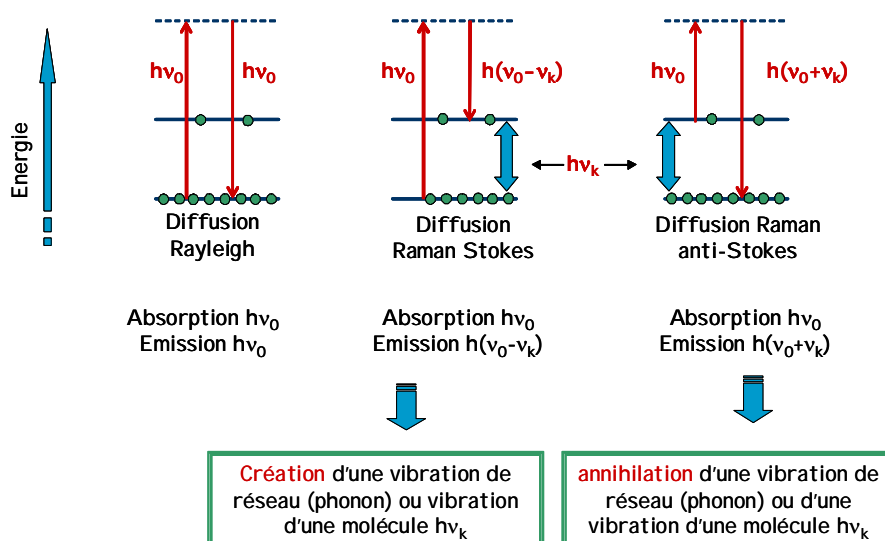 Energie
hν₀
hν₀
Diffusion
Rayleigh
Absorption hν₀
Emission hν₀
hν₀
h(ν₀-νₖ)
Diffusion
Raman Stokes
Absorption hν₀
Emission h(ν₀-νₖ)
hνₖ
hν₀
h(ν₀+νₖ)
Diffusion Raman
anti-Stokes
Absorption hν₀
Emission h(ν₀+νₖ)
Création d'une vibration de
réseau (phonon) ou vibration
d'une molécule hνₖ
annihilation d'une vibration de
réseau (phonon) ou d'une
vibration d'une molécule hνₖ